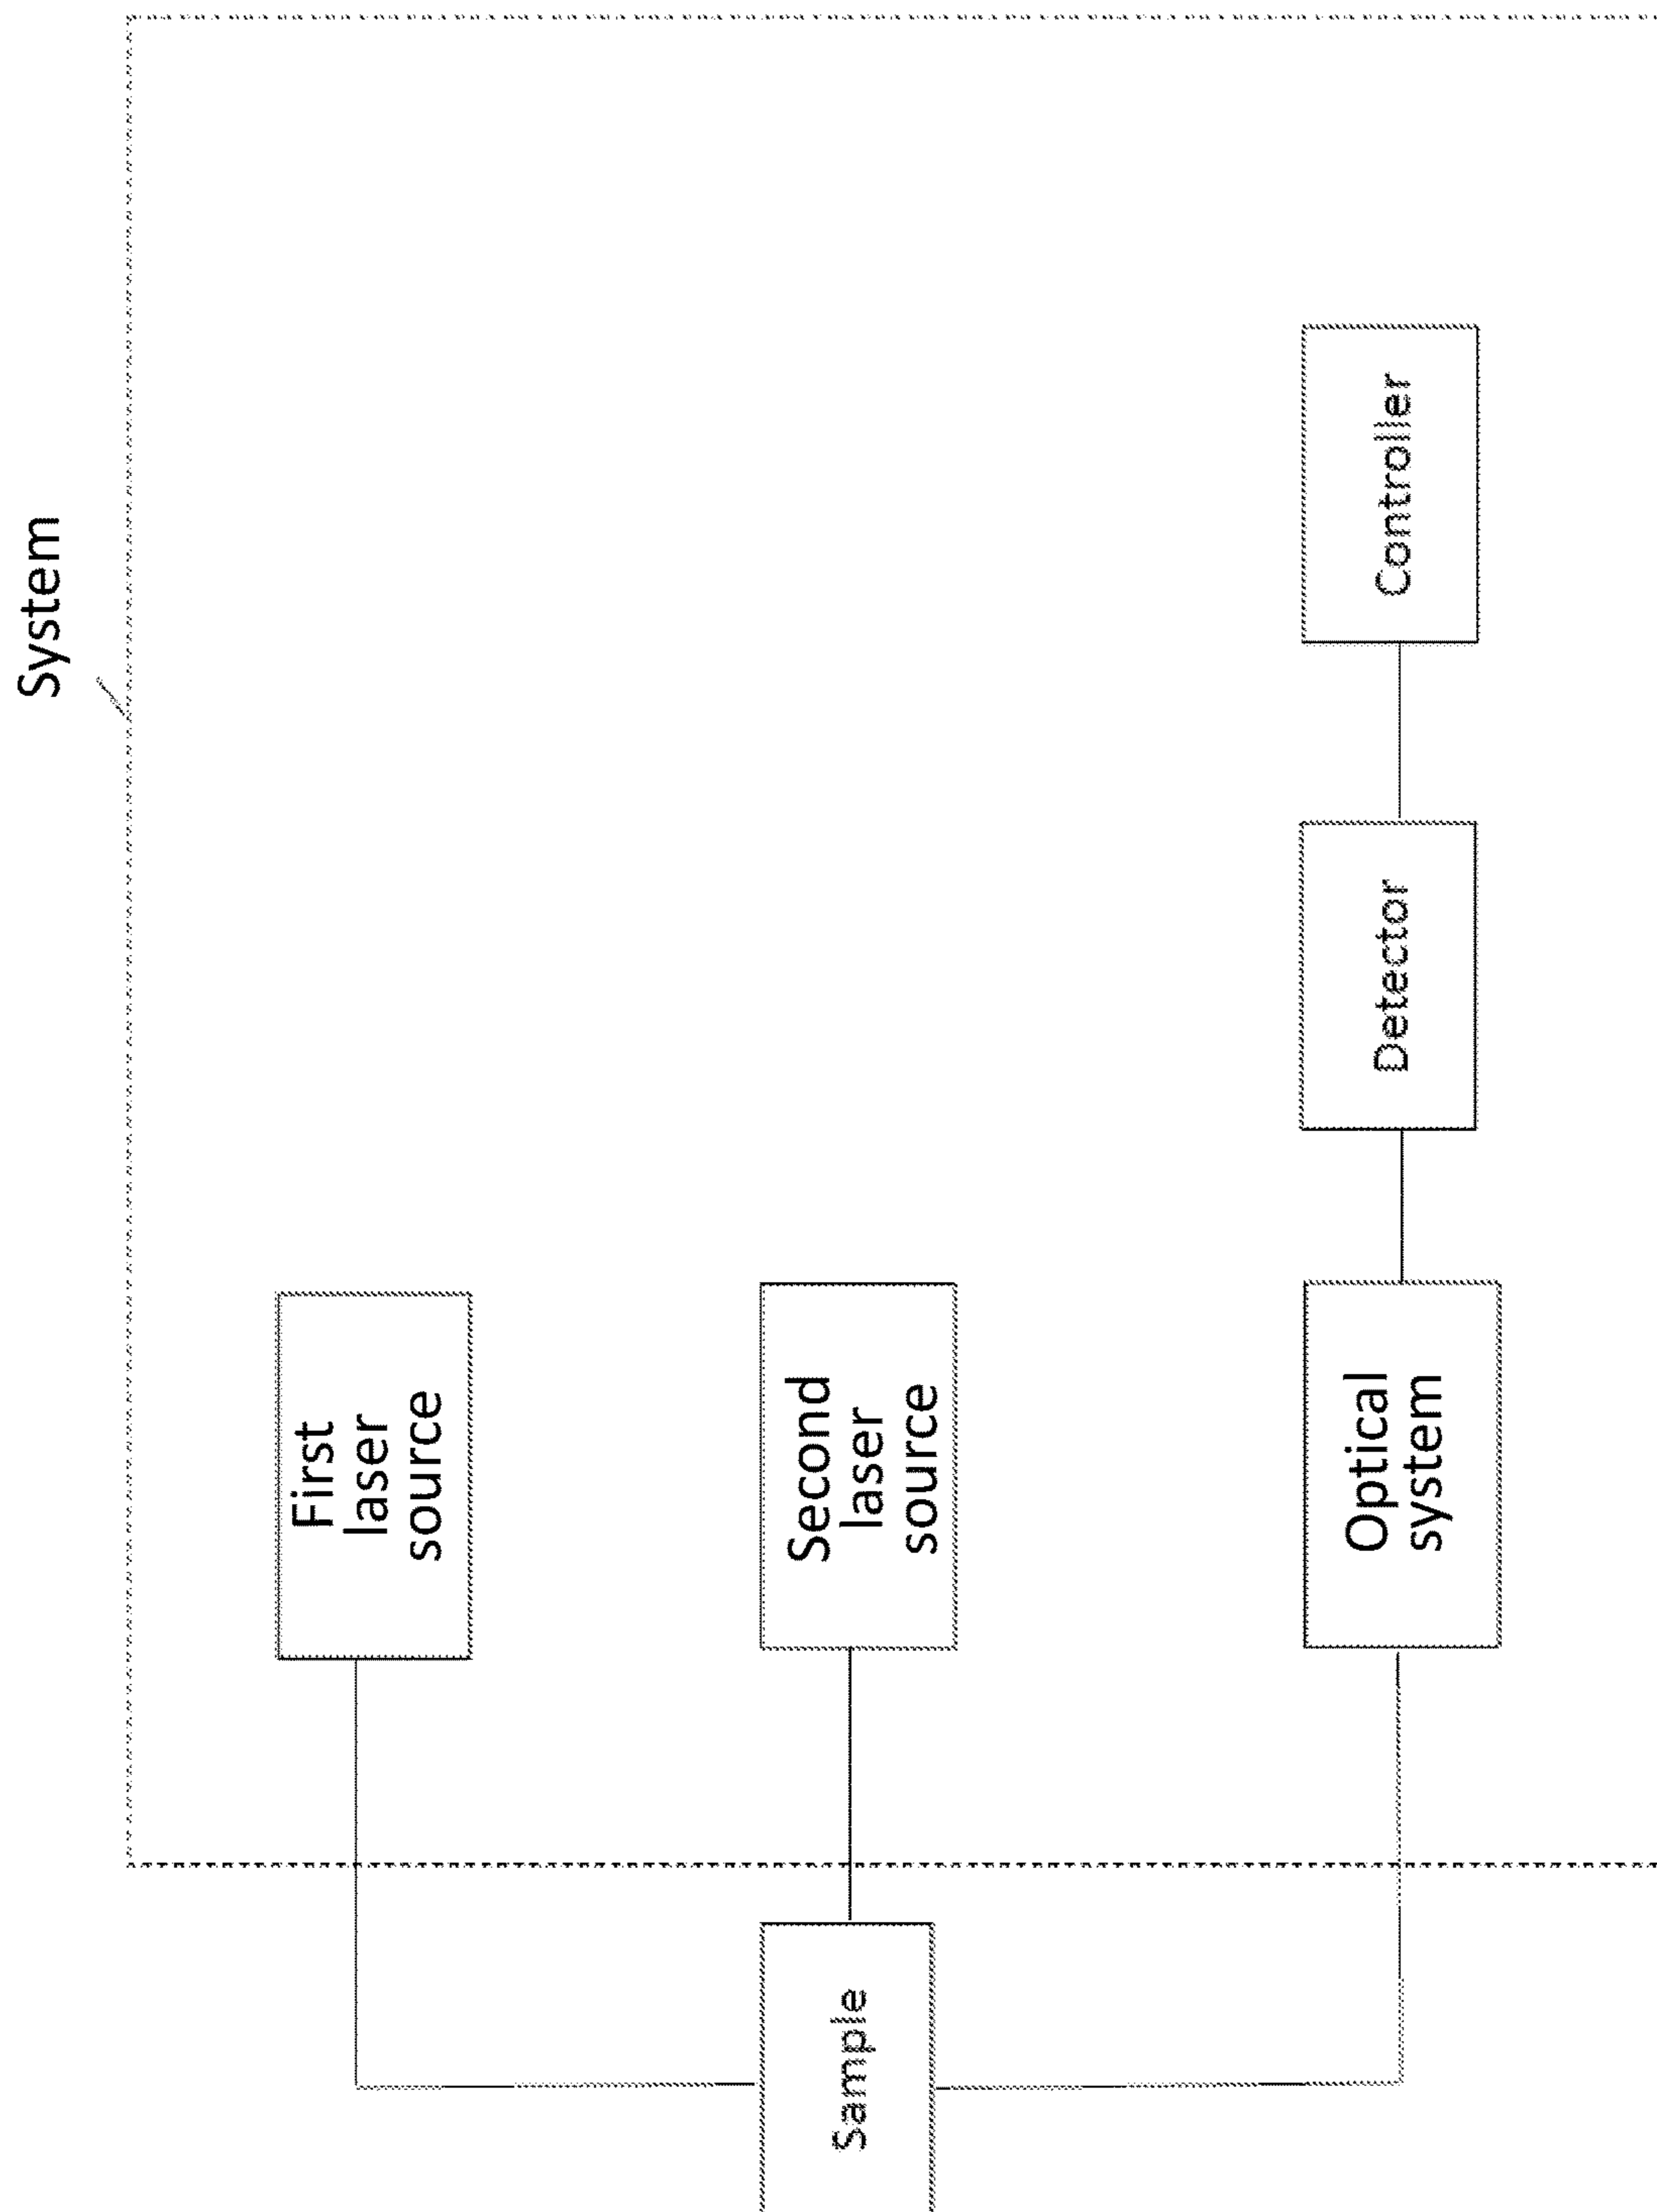 System
First
laser
source
Second
laser
source
Sample
Optical
system
Detector
Controller